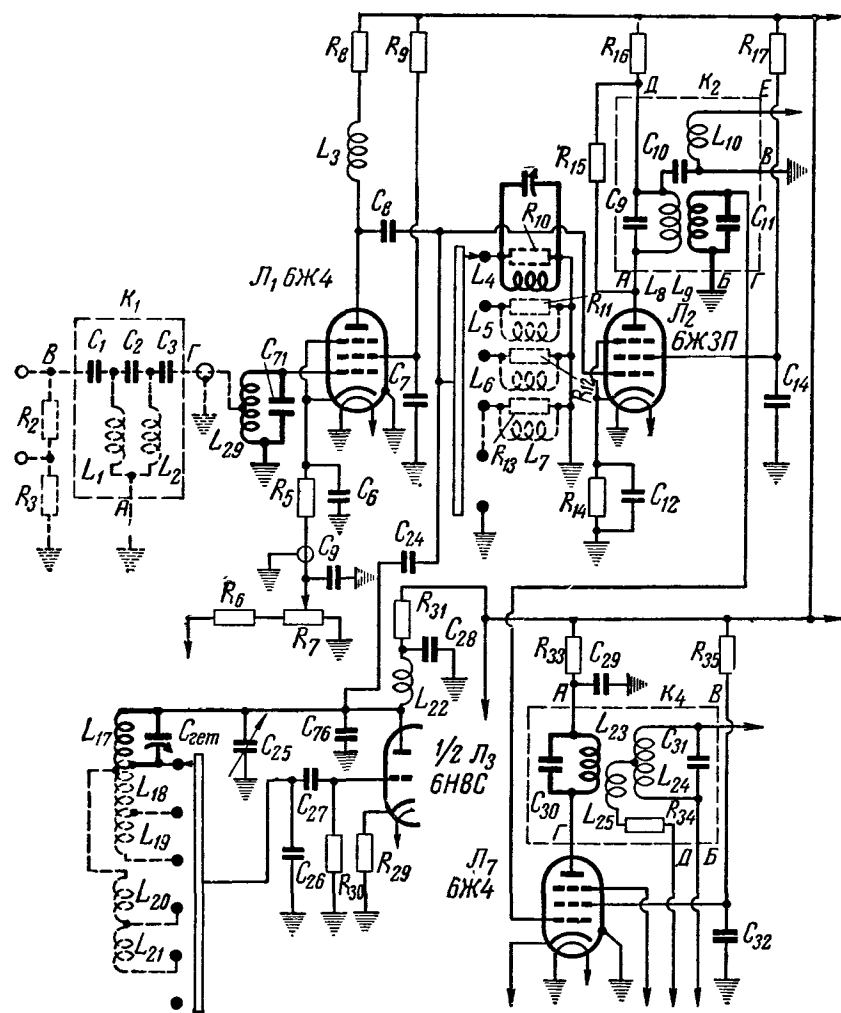 R8
R9
R16
R17
Д
K2
E
L3
R15
C10
L10
B
C8
C9
C11
R10
Л1 6Ж4
L4
A
L8
L9
Б
Г
K1
R11
Л2
6Ж3П
B
C1
C2
C3
Г
C71
C7
L5
L6
R12
C14
R2
L29
R13
L7
R3
L1
L2
A
R5
C6
R14
C12
C9
C24
R6
R7
R31
C28
R33
C29
R35
L22
A
K4
B
L17
Cгет
C25
C76
1/2 Л3
6Н8С
L23
C31
L18
L24
L19
C27
C30
L25
R34
Г
Д
Б
L20
C26
R30
R29
Л7
6Ж4
L21
C32